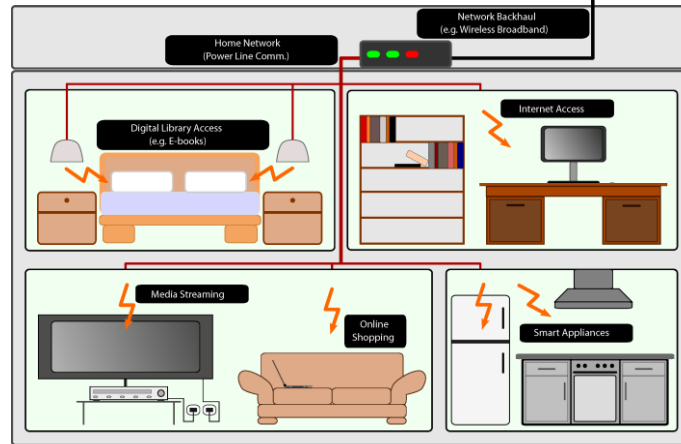 Network Backhaul
(e.g. Wireless Broadband)
Home Network
(Power Line Comm.)
Digital Library Access
(e.g. E-books)
Internet Access
Media Streaming
Online
Shopping
Smart Appliances